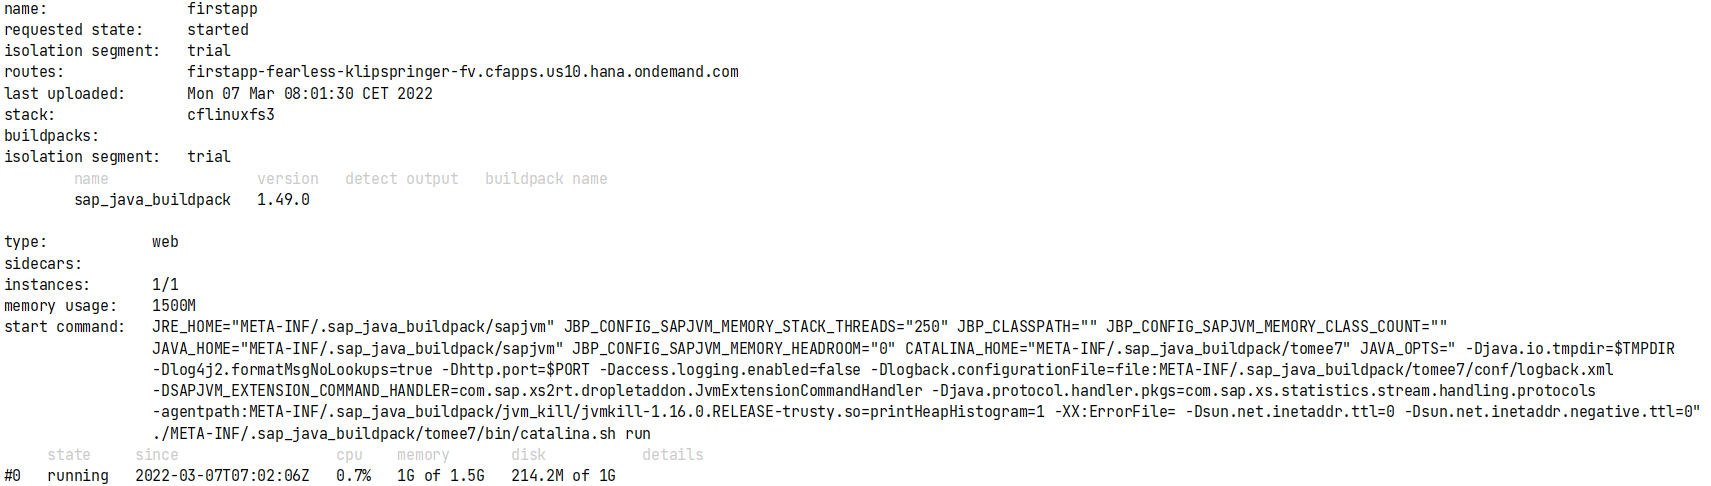 name:                firstapp
requested state:     started
isolation segment:   trial
routes:              firstapp-fearless-klipspringer-fv.cfapps.us10.hana.ondemand.com
last uploaded:       Mon 07 Mar 08:01:30 CET 2022
stack:               cflinuxfs3
buildpacks:
isolation segment:   trial
        name                 version   detect output   buildpack name
        sap_java_buildpack   1.49.0

type:            web
sidecars:
instances:       1/1
memory usage:    1500M
start command:   JRE_HOME="META-INF/.sap_java_buildpack/sapjvm" JBP_CONFIG_SAPJVM_MEMORY_STACK_THREADS="250" JBP_CLASSPATH="" JBP_CONFIG_SAPJVM_MEMORY_CLASS_COUNT=""
                 JAVA_HOME="META-INF/.sap_java_buildpack/sapjvm" JBP_CONFIG_SAPJVM_MEMORY_HEADROOM="0" CATALINA_HOME="META-INF/.sap_java_buildpack/tomee7" JAVA_OPTS=" -Djava.io.tmpdir=$TMPDIR
                 -Dlog4j2.formatMsgNoLookups=true -Dhttp.port=$PORT -Daccess.logging.enabled=false -Dlogback.configurationFile=file:META-INF/.sap_java_buildpack/tomee7/conf/logback.xml
                 -DSAPJVM_EXTENSION_COMMAND_HANDLER=com.sap.xs2rt.dropletaddon.JvmExtensionCommandHandler -Djava.protocol.handler.pkgs=com.sap.xs.statistics.stream.handling.protocols
                 -agentpath:META-INF/.sap_java_buildpack/jvm_kill/jvmkill-1.16.0.RELEASE-trusty.so=printHeapHistogram=1 -XX:ErrorFile= -Dsun.net.inetaddr.ttl=0 -Dsun.net.inetaddr.negative.ttl=0"
                 ./META-INF/.sap_java_buildpack/tomee7/bin/catalina.sh run
     state     since                  cpu    memory       disk           details
#0   running   2022-03-07T07:02:06Z   0.7%   1G of 1.5G   214.2M of 1G